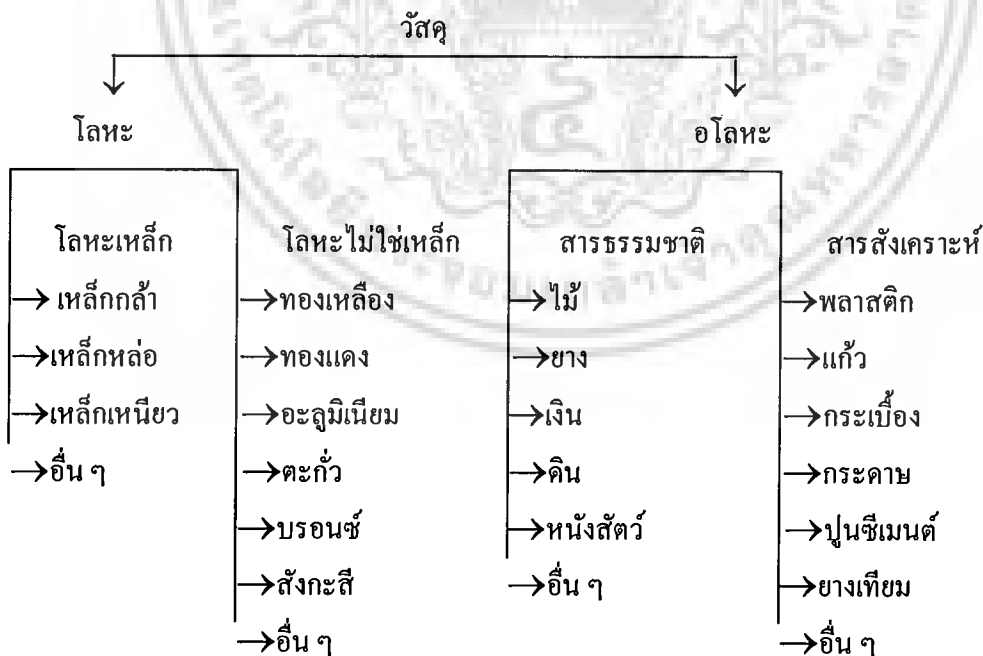 วัสดุ
โลหะ อโลหะ
โลหะเหล็ก โลหะไม่ใช่เหล็ก สารธรรมชาติ สารสังเคราะห์
เหล็กกล้า ทองเหลือง ไม้ พลาสติก
เหล็กหล่อ ทองแดง ยาง แก้ว
เหล็กเหนียว อะลูมิเนียม เงิน กระเบื้อง
อื่น ๆ ตะกั่ว ดิน กระดาษ
บรอนซ์ หนังสัตว์ ปูนซีเมนต์
สังกะสี อื่น ๆ ยางเทียม
อื่น ๆ อื่น ๆ